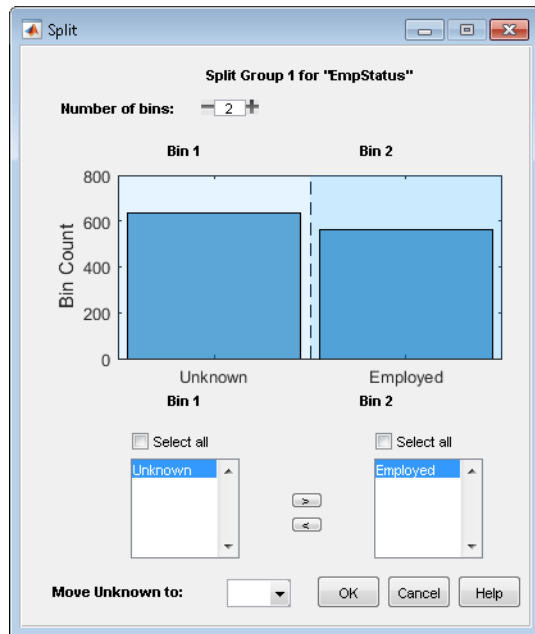 Split
Split Group 1 for "EmpStatus"
Number of bins: 2
Bin 1 Bin 2
800
600
400
200
0
Bin Count
Unknown Employed
Bin 1 Bin 2
Select all Select all
Unknown Employed
>
<
Move Unknown to: OK Cancel Help